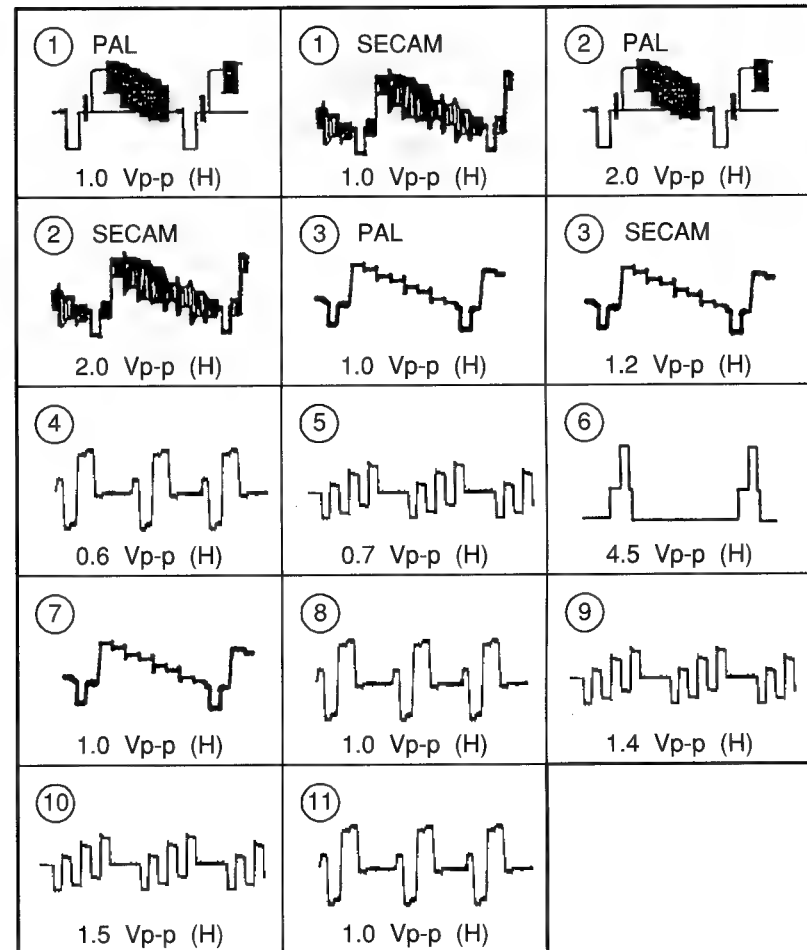 ① PAL
1.0 Vp-p (H)
① SECAM
1.0 Vp-p (H)
② PAL
2.0 Vp-p (H)
② SECAM
2.0 Vp-p (H)
③ PAL
1.0 Vp-p (H)
③ SECAM
1.2 Vp-p (H)
④
0.6 Vp-p (H)
⑤
0.7 Vp-p (H)
⑥
4.5 Vp-p (H)
⑦
1.0 Vp-p (H)
⑧
1.0 Vp-p (H)
⑨
1.4 Vp-p (H)
⑩
1.5 Vp-p (H)
⑪
1.0 Vp-p (H)